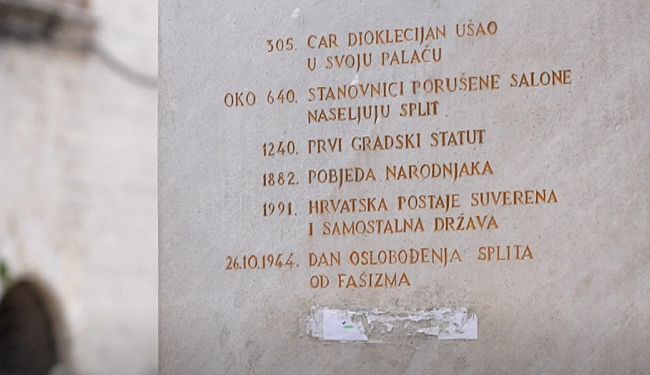 305. CAR DIOKLECIJAN UŠAO
U SVOJU PALAČU
OKO 640. STANOVNICI PORUŠENE SALONE
NASELJUJU SPLIT
1240. PRVI GRADSKI STATUT
1882. POBJEDA NARODNJAKA
1991. HRVATSKA POSTAJE SUVERENA
I SAMOSTALNA DRŽAVA
26.10.1944. DAN OSLOBOĐENJA SPLITA
OD FAŠIZMA